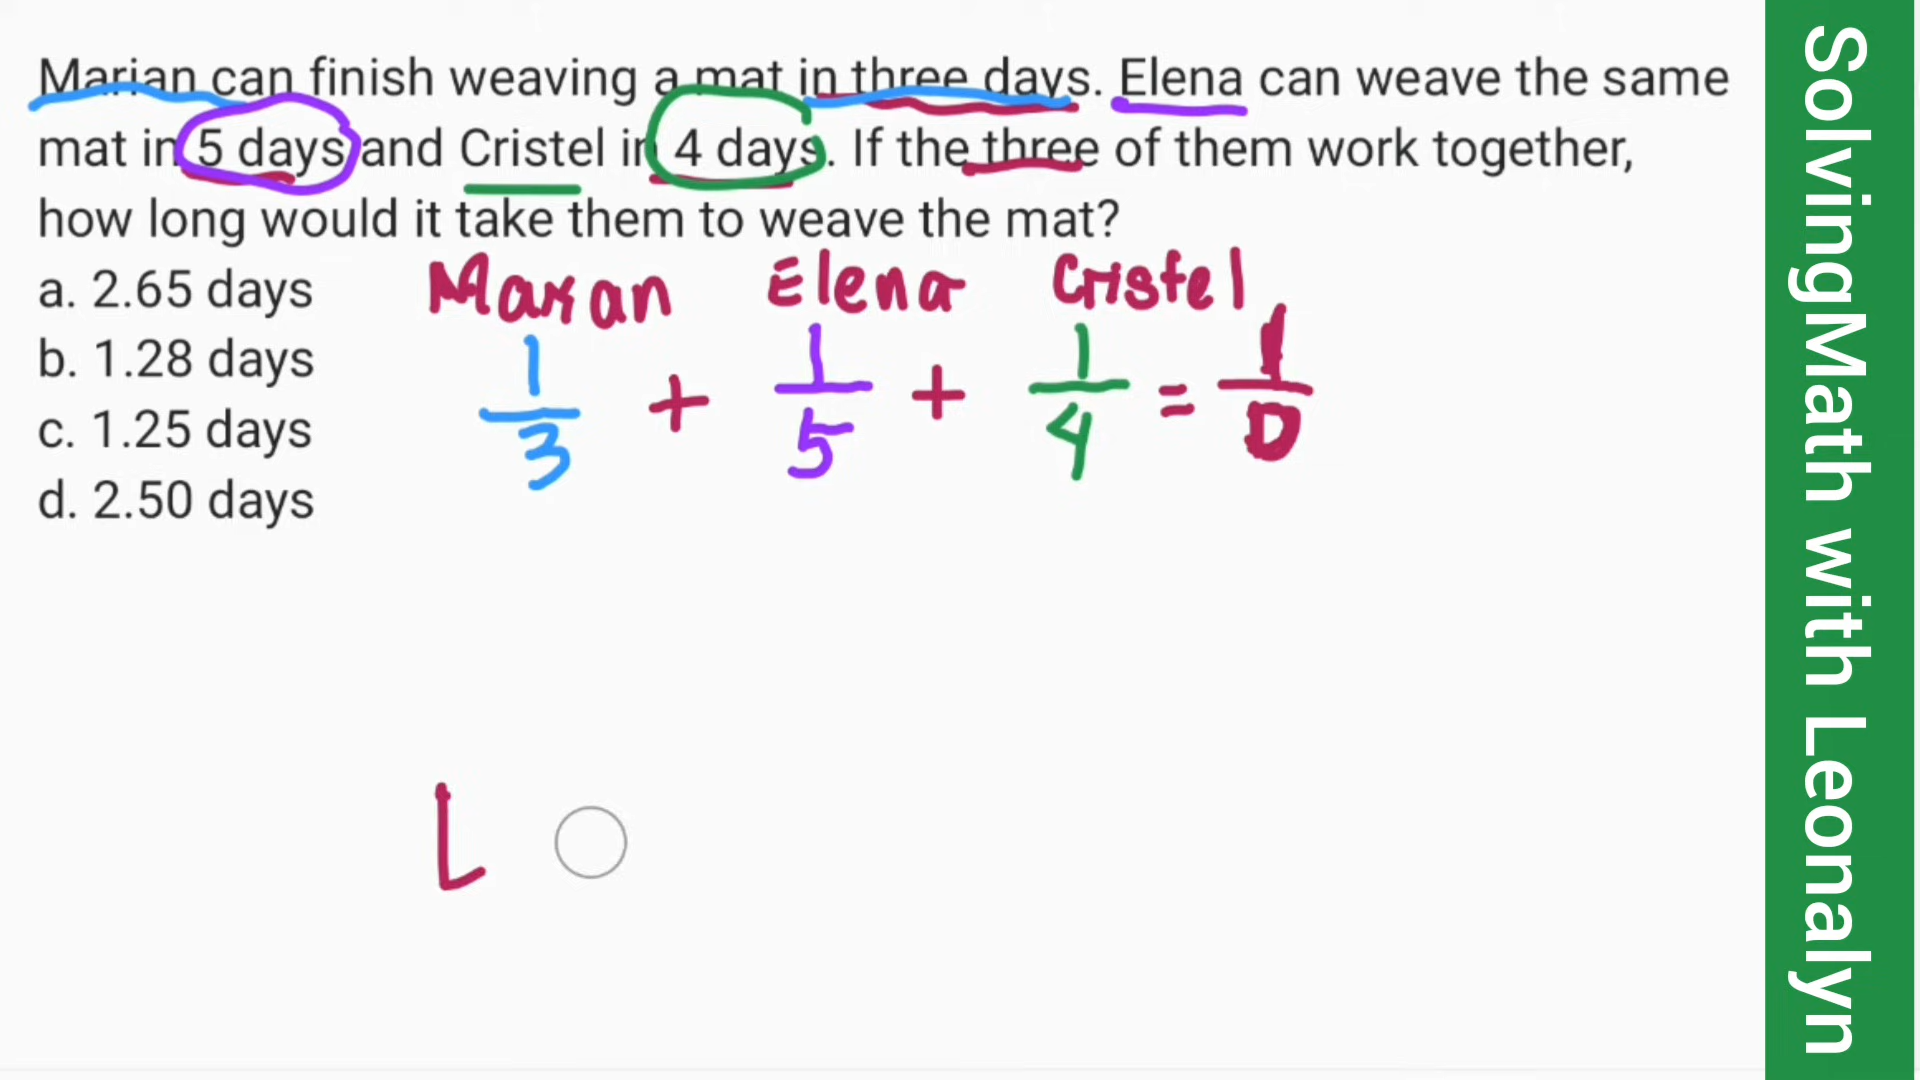 Marian can finish weaving a mat in three days. Elena can weave the same
mat in 5 days and Cristel in 4 days. If the three of them work together,
how long would it take them to weave the mat?
a. 2.65 days
b. 1.28 days
c. 1.25 days
d. 2.50 days
Marian Elena Cristel
1/3 + 1/5 + 1/4 = 1/D
L
SolvingMath with Leonalyn